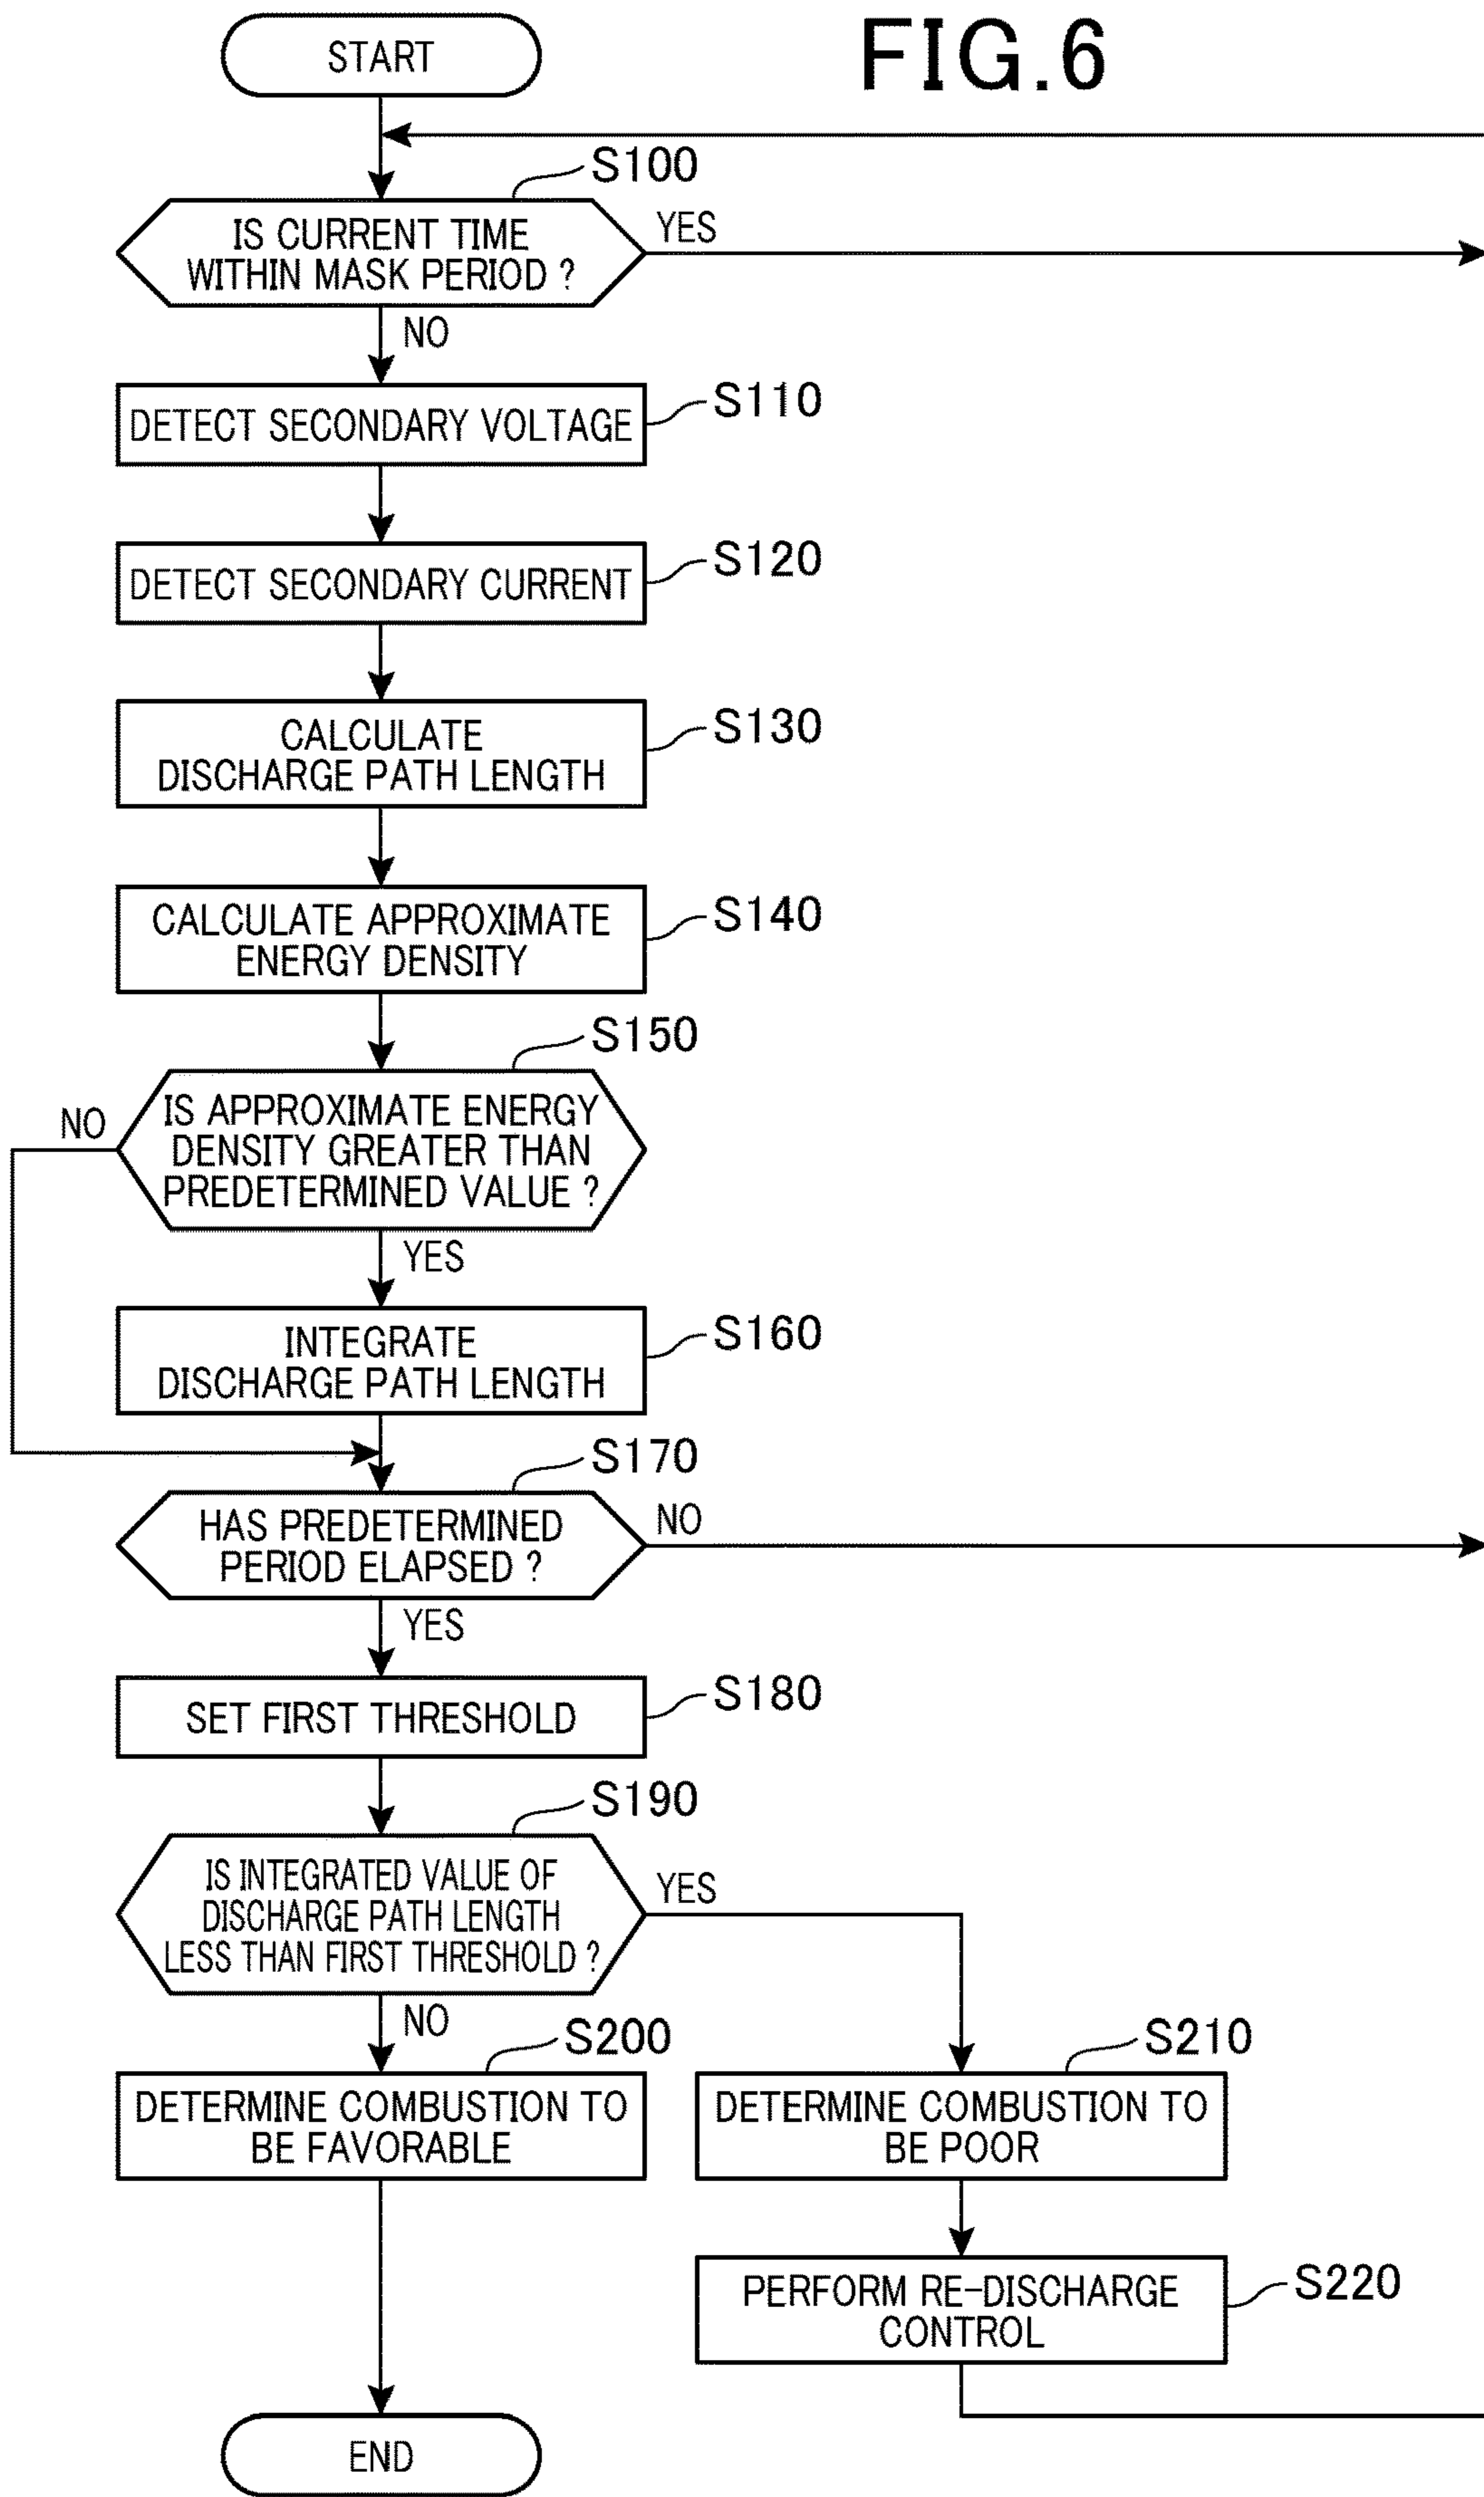 FIG.6
START
S100
IS CURRENT TIME
WITHIN MASK PERIOD ?
YES
NO
DETECT SECONDARY VOLTAGE
S110
DETECT SECONDARY CURRENT
S120
CALCULATE
DISCHARGE PATH LENGTH
S130
CALCULATE APPROXIMATE
ENERGY DENSITY
S140
S150
NO
IS APPROXIMATE ENERGY
DENSITY GREATER THAN
PREDETERMINED VALUE ?
YES
INTEGRATE
DISCHARGE PATH LENGTH
S160
S170
HAS PREDETERMINED
PERIOD ELAPSED ?
NO
YES
SET FIRST THRESHOLD
S180
S190
IS INTEGRATED VALUE OF
DISCHARGE PATH LENGTH
LESS THAN FIRST THRESHOLD ?
YES
NO
S200
DETERMINE COMBUSTION TO
BE FAVORABLE
S210
DETERMINE COMBUSTION TO
BE POOR
PERFORM RE-DISCHARGE
CONTROL
S220
END